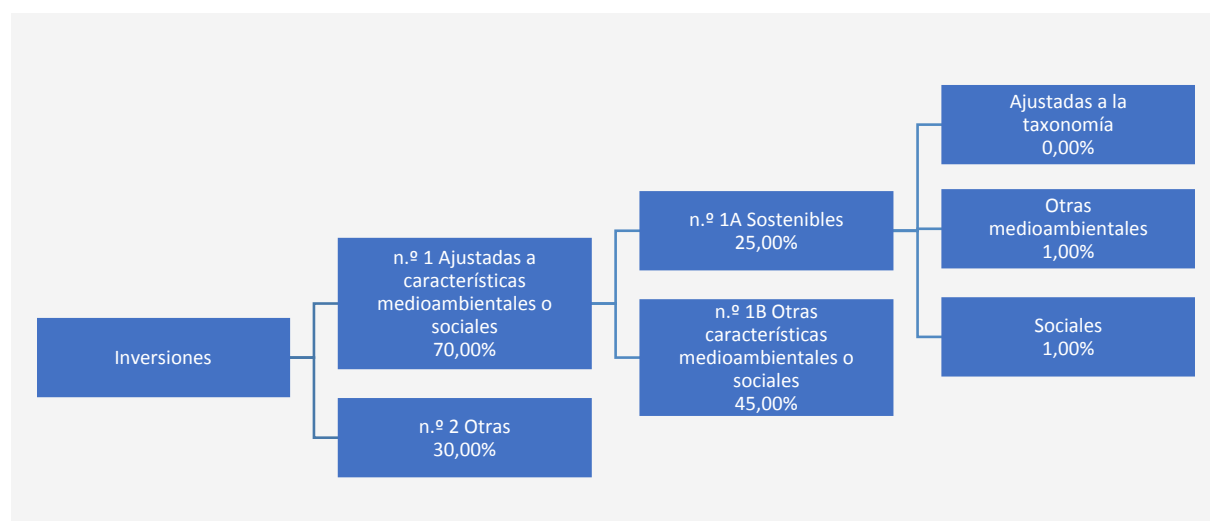 Inversiones
n.º 1 Ajustadas a
características
medioambientales o
sociales
70,00%
n.º 2 Otras
30,00%
n.º 1A Sostenibles
25,00%
n.º 1B Otras
características
medioambientales o
sociales
45,00%
Ajustadas a la
taxonomía
0,00%
Otras
medioambientales
1,00%
Sociales
1,00%